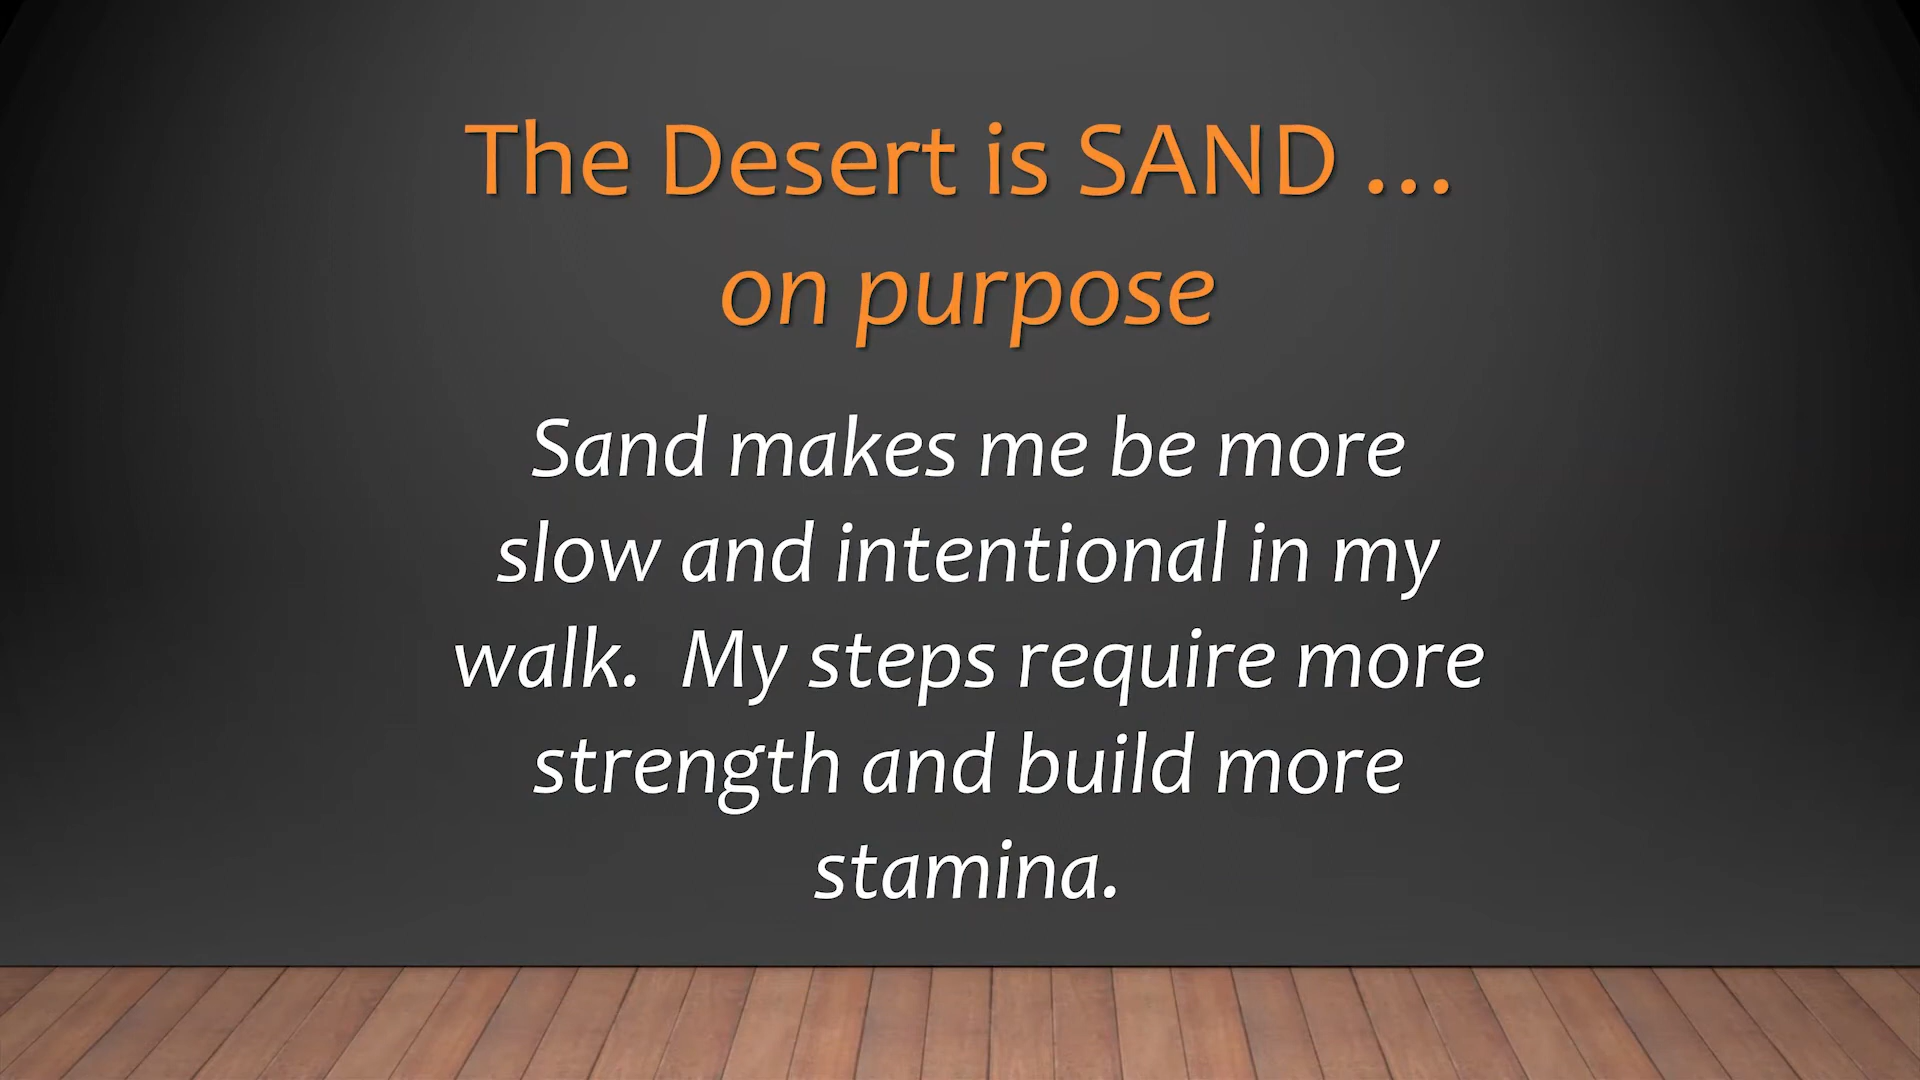 The Desert is SAND …
on purpose
Sand makes me be more
slow and intentional in my
walk.  My steps require more
strength and build more
stamina.